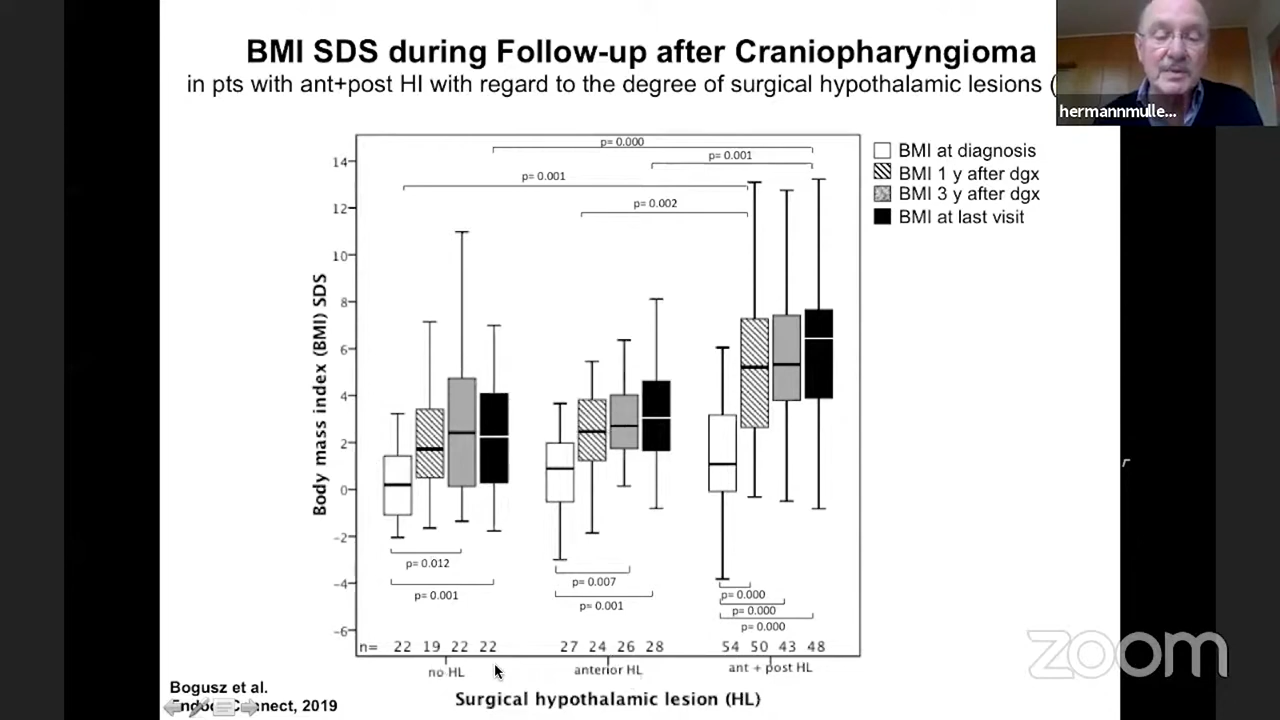 BMI SDS during Follow-up after Craniopharyngioma
in pts with ant+post HI with regard to the degree of surgical hypothalamic lesions (
hermannmulle...
BMI at diagnosis
BMI 1 y after dgx
BMI 3 y after dgx
BMI at last visit
p= 0.000
p= 0.001
p= 0.001
p= 0.002
Body mass index (BMI) SDS
14
12
10
8
6
4
2
0
-2
-4
-6
p= 0.012
p= 0.001
p= 0.007
p= 0.001
p= 0.000
p= 0.000
p= 0.000
n= 22 19 22 22 27 24 26 28 54 50 43 48
no HL anterior HL ant + post HL
Surgical hypothalamic lesion (HL)
Bogusz et al.
Endocr Connect, 2019
zoom
r